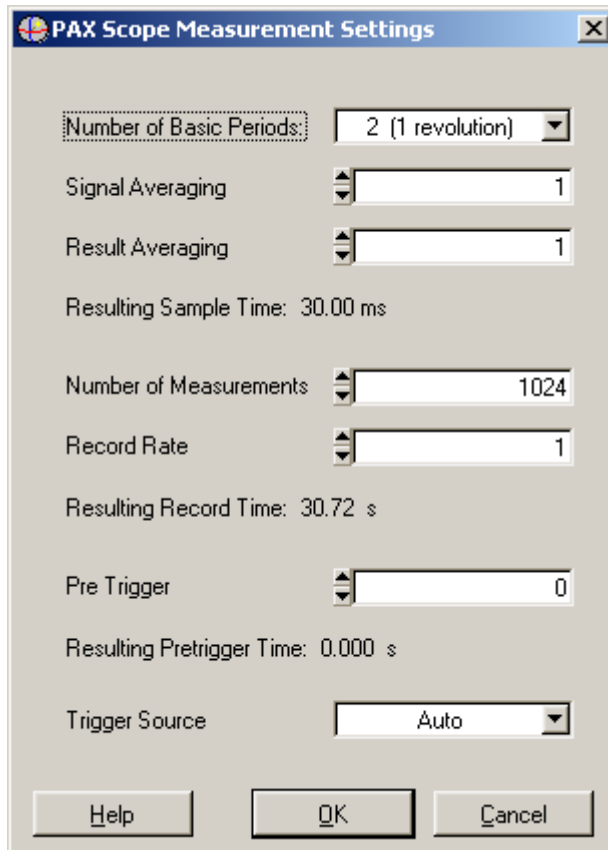 PAX Scope Measurement Settings
Number of Basic Periods: 2 (1 revolution)
Signal Averaging 1
Result Averaging 1
Resulting Sample Time: 30.00 ms
Number of Measurements 1024
Record Rate 1
Resulting Record Time: 30.72 s
Pre Trigger 0
Resulting Pretrigger Time: 0.000 s
Trigger Source Auto
Help OK Cancel